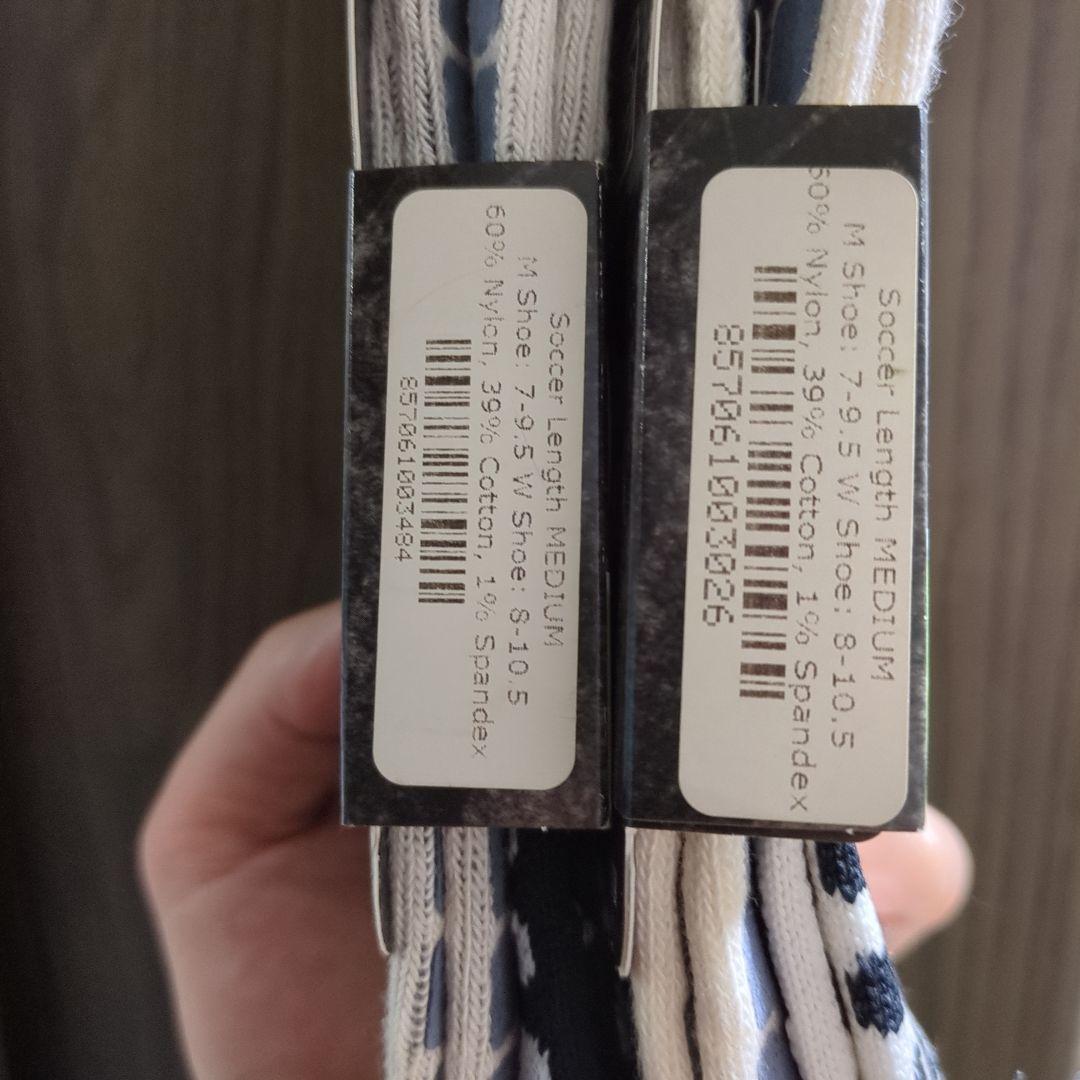 Soccer Length MEDIUM
M Shoe: 7-9.5 W Shoe: 8-10.5
60% Nylon, 39% Cotton, 1% Spandex
857061003484
Soccer Length MEDIUM
M Shoe: 7-9.5 W Shoe: 8-10.5
60% Nylon, 39% Cotton, 1% Spandex
857061003026